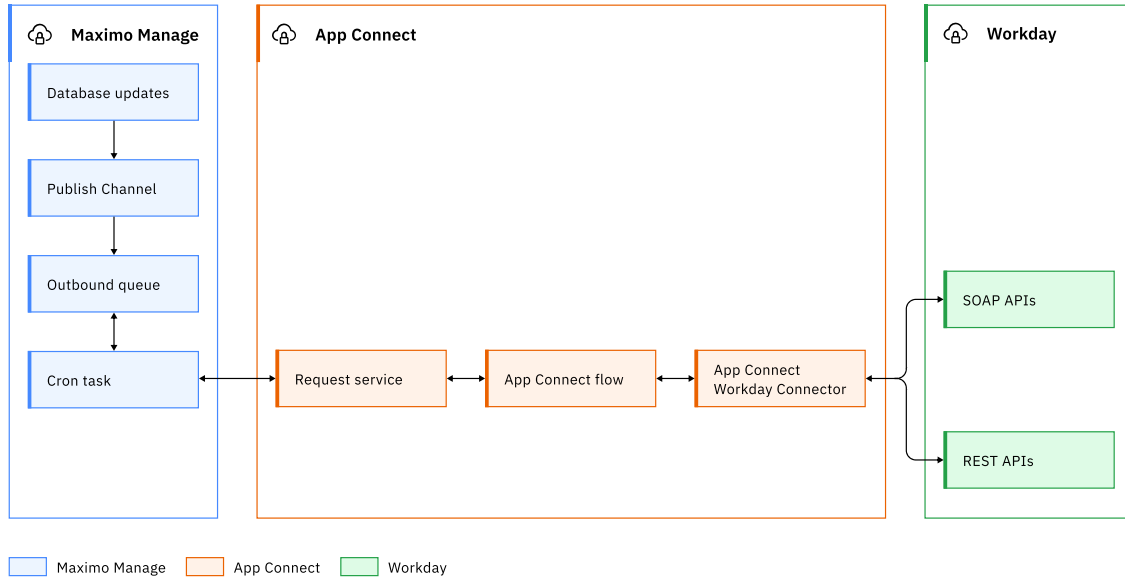 Maximo Manage
Database updates
Publish Channel
Outbound queue
Cron task
App Connect
Request service
App Connect flow
App Connect
Workday Connector
Workday
SOAP APIs
REST APIs
Maximo Manage
App Connect
Workday